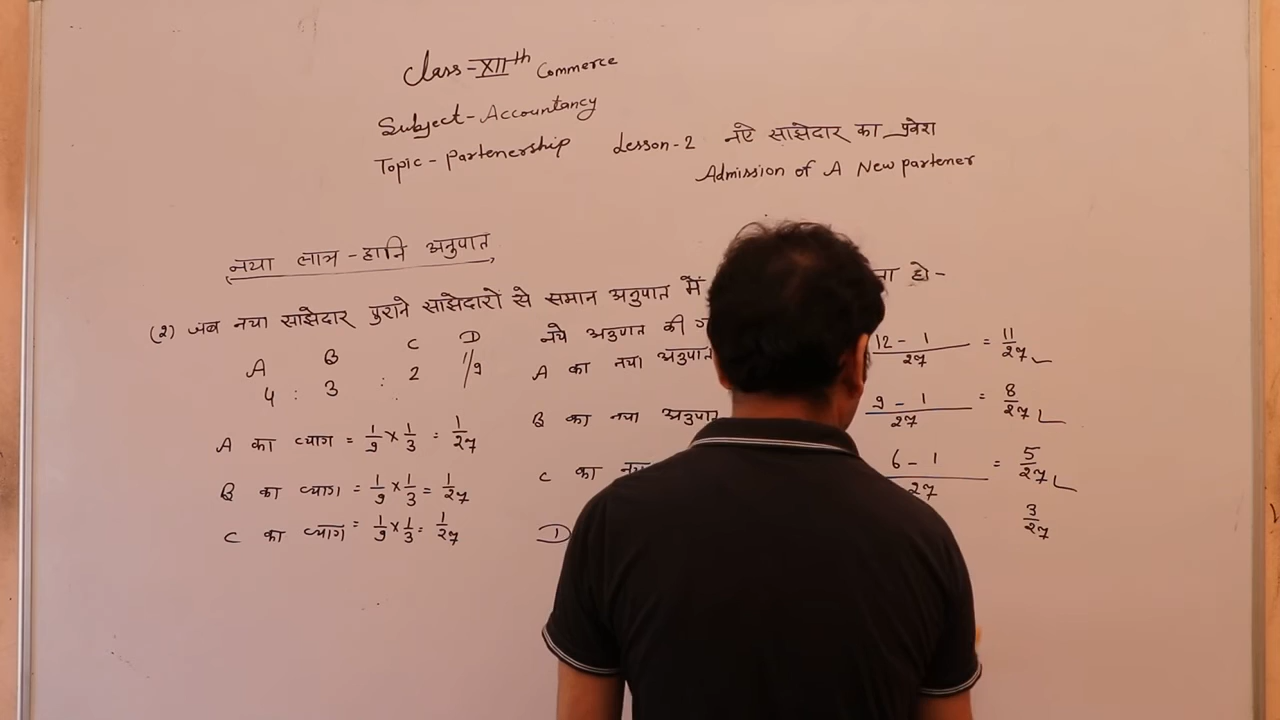 Class-XIIth Commerce
Subject-Accountancy
Topic-Partenership Lesson-2 नऐ साझेदार का प्रवेश
Admission of A New partener
नया लाभ-हानि अनुपात
(2) जब नया साझेदार पुराने साझेदारों से समान अनुपात में हो-
A B C D नये अनुपात की
4 : 3 : 2 1/9
A का नया अनुपात 12-1/27 = 11/27
B का नया अनुपात 9-1/27 = 8/27
A का त्याग = 1/9 × 1/3 = 1/27
C का 6-1/27 = 5/27
B का त्याग = 1/9 × 1/3 = 1/27
C का त्याग = 1/9 × 1/3 = 1/27
D 3/27